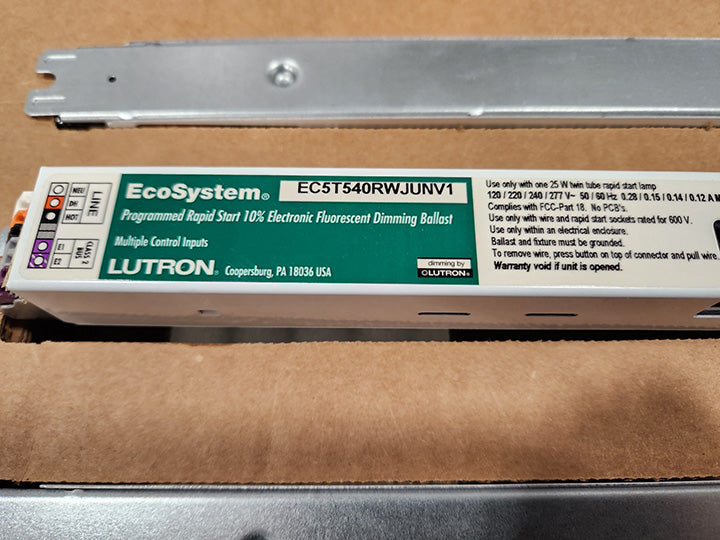 NEU
DH
HOT
LINE
E1
E2
CLASS 2
BUS
EcoSystem®
EC5T540RWJUNV1
Programmed Rapid Start 10% Electronic Fluorescent Dimming Ballast
Multiple Control Inputs
LUTRON® Coopersburg, PA 18036 USA
dimming by
LUTRON®
Use only with one 25 W twin tube rapid start lamp
120 / 220 / 240 / 277 V~ 50 / 60 Hz 0.28 / 0.15 / 0.14 / 0.12 A M
Complies with FCC-Part 18. No PCB's.
Use only with wire and rapid start sockets rated for 600 V.
Use only within an electrical enclosure.
Ballast and fixture must be grounded.
To remove wire, press button on top of connector and pull wire.
Warranty void if unit is opened.